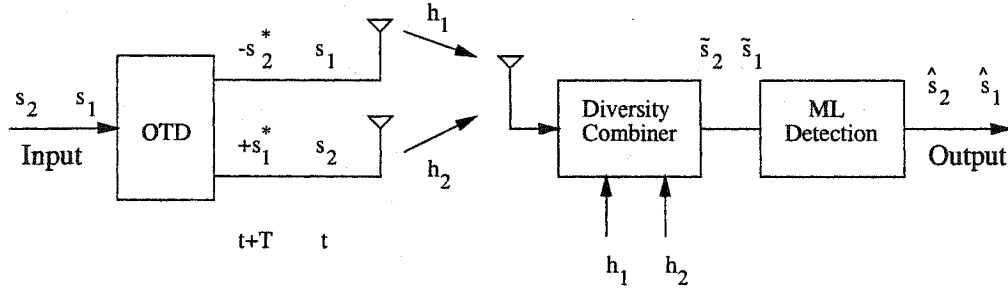 s₂ s₁
Input
OTD
-s₂* s₁
+s₁* s₂
t+T t
h₁
h₂
Diversity
Combiner
h₁ h₂
s̃₂ s̃₁
ML
Detection
ŝ₂ ŝ₁
Output